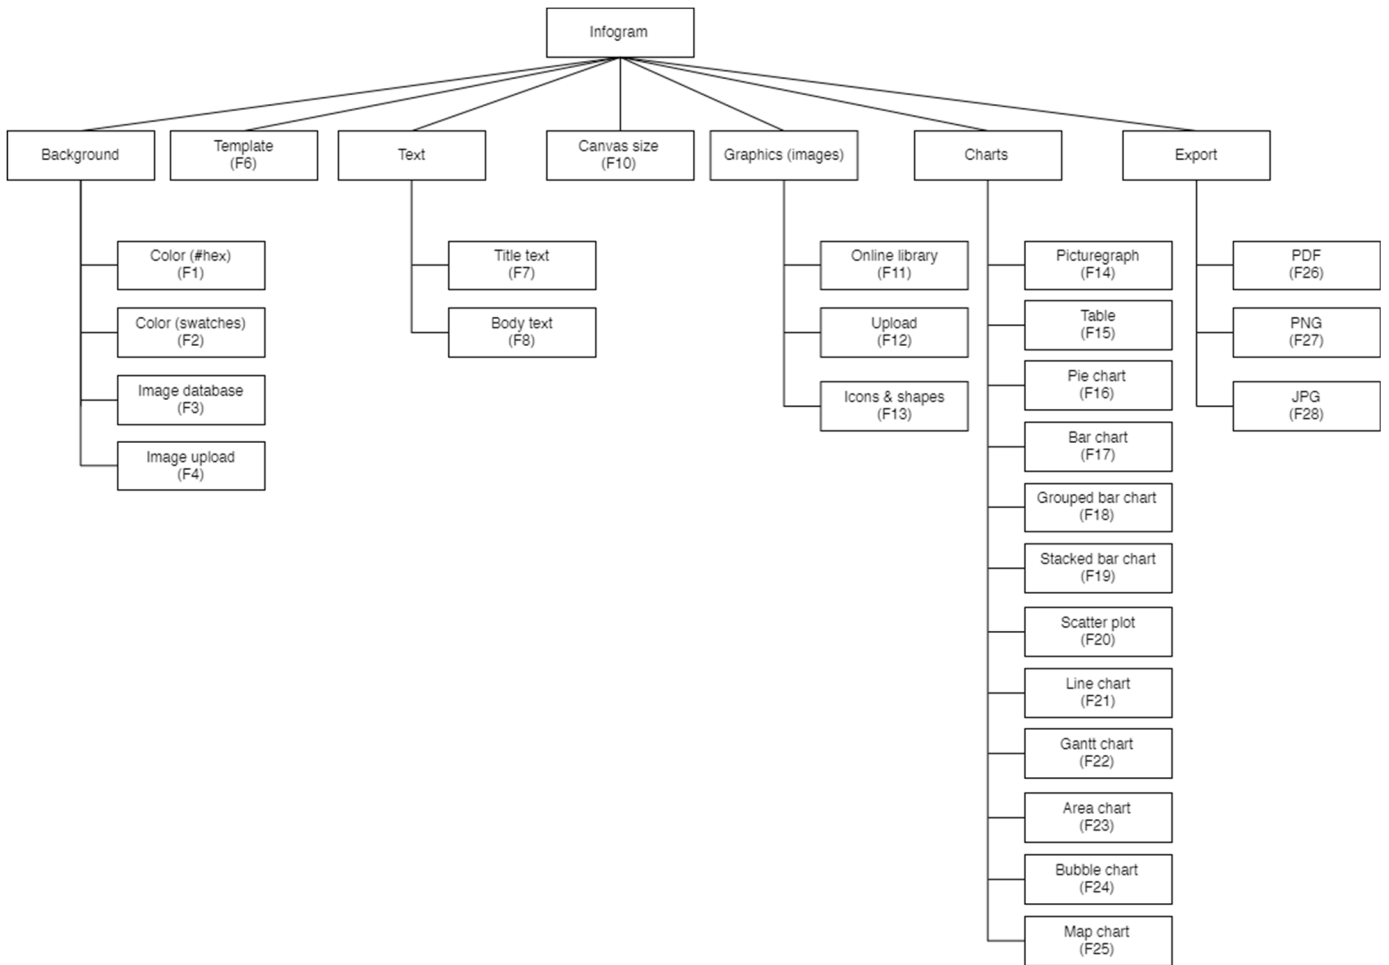 Infogram
Background
Template
(F6)
Text
Canvas size
(F10)
Graphics (images)
Charts
Export
Color (#hex)
(F1)
Color (swatches)
(F2)
Image database
(F3)
Image upload
(F4)
Title text
(F7)
Body text
(F8)
Online library
(F11)
Upload
(F12)
Icons & shapes
(F13)
Picturegraph
(F14)
Table
(F15)
Pie chart
(F16)
Bar chart
(F17)
Grouped bar chart
(F18)
Stacked bar chart
(F19)
Scatter plot
(F20)
Line chart
(F21)
Gantt chart
(F22)
Area chart
(F23)
Bubble chart
(F24)
Map chart
(F25)
PDF
(F26)
PNG
(F27)
JPG
(F28)